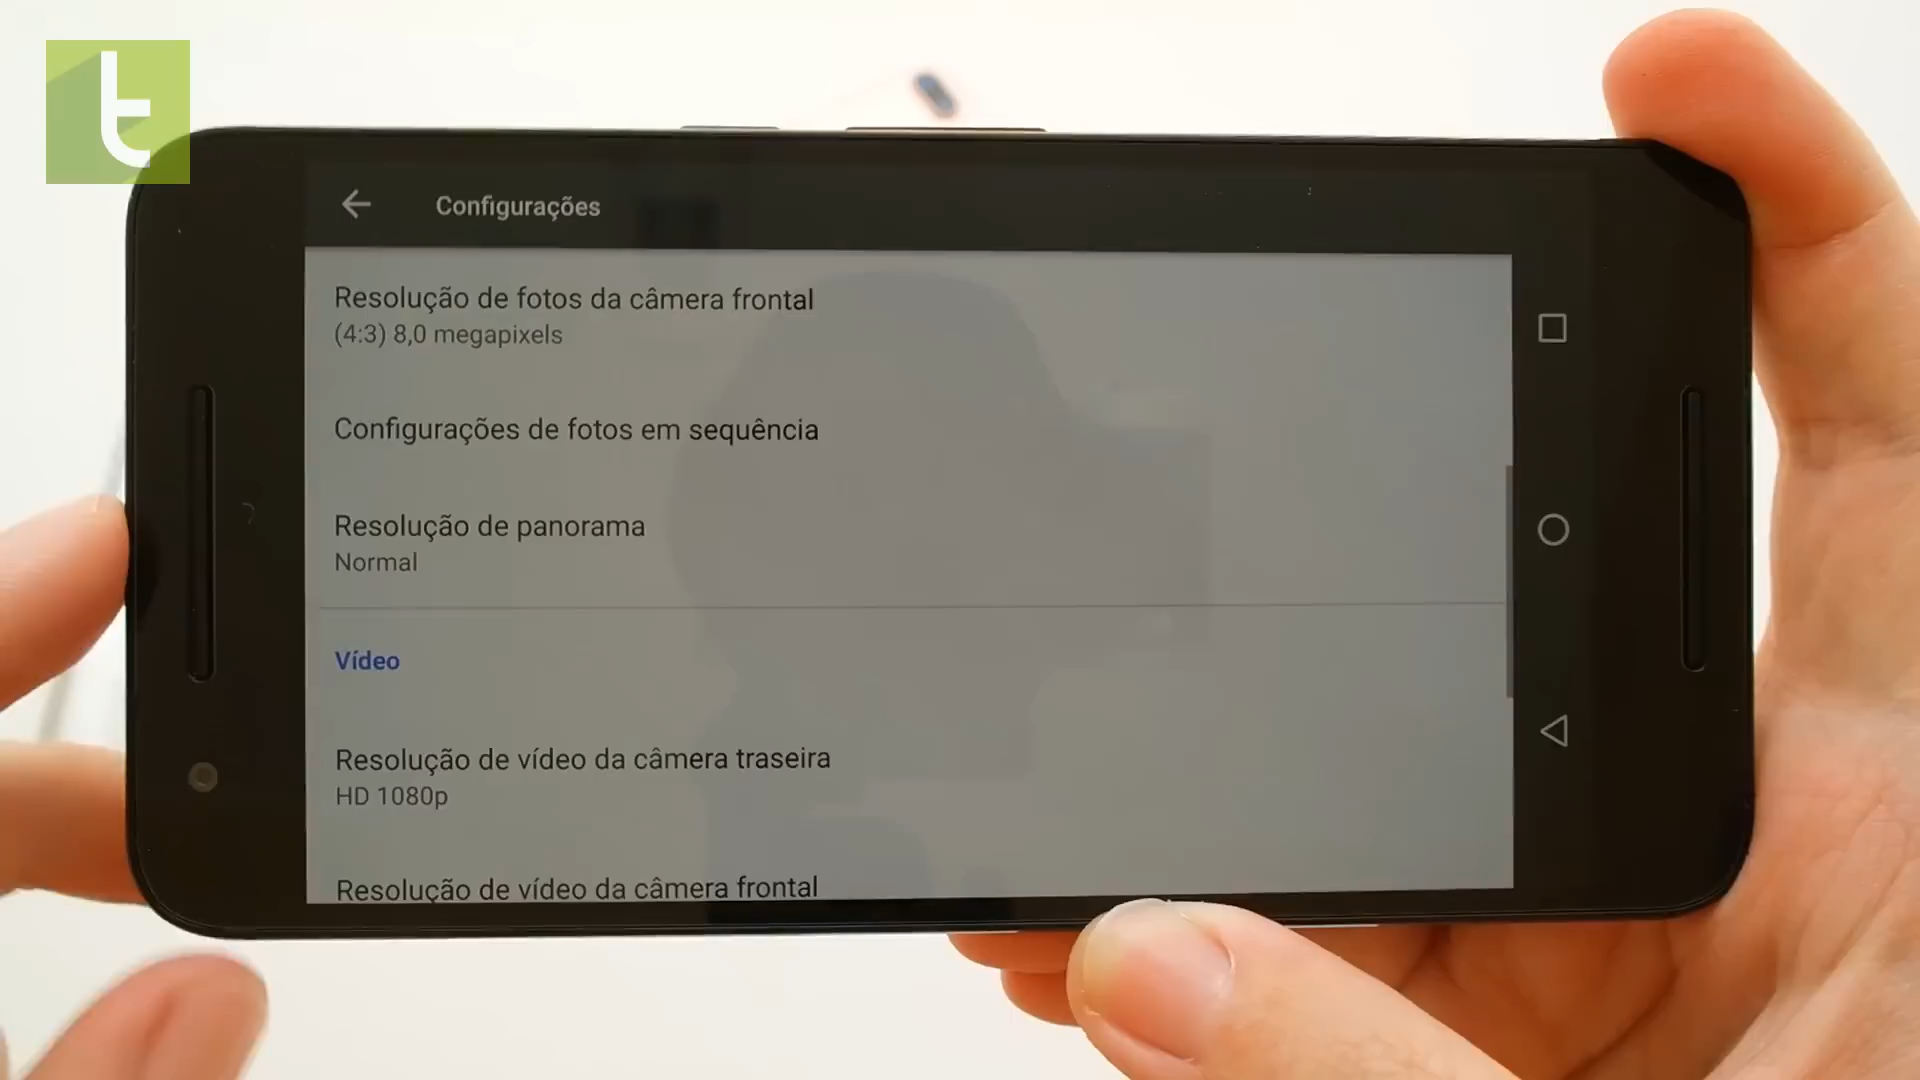 t
Configurações
Resolução de fotos da câmera frontal
(4:3) 8,0 megapixels
Configurações de fotos em sequência
Resolução de panorama
Normal
Vídeo
Resolução de vídeo da câmera traseira
HD 1080p
Resolução de vídeo da câmera frontal